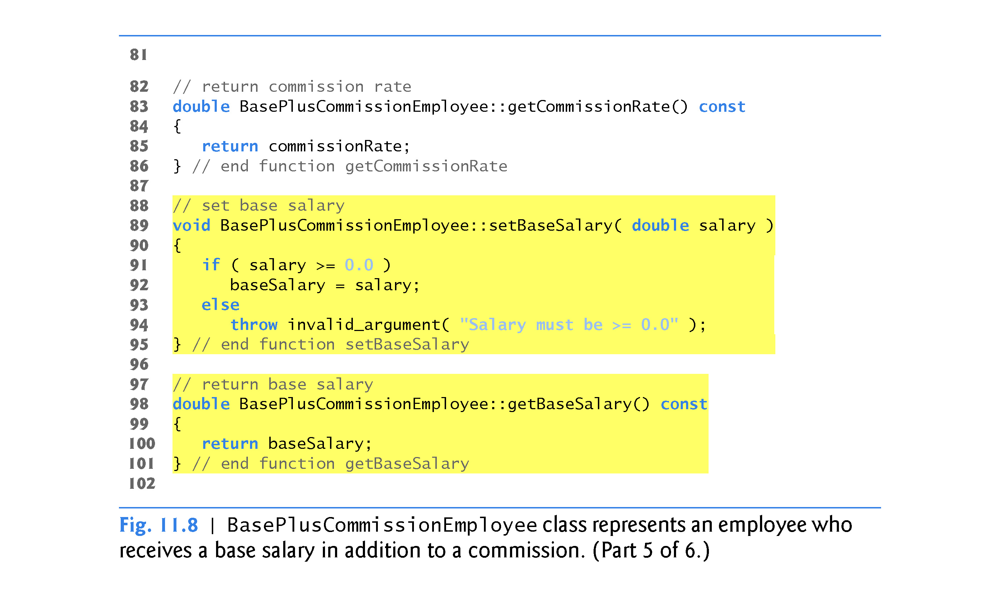 81
82 // return commission rate
83 double BasePlusCommissionEmployee::getCommissionRate() const
84 {
85    return commissionRate;
86 } // end function getCommissionRate
87
88 // set base salary
89 void BasePlusCommissionEmployee::setBaseSalary( double salary )
90 {
91    if ( salary >= 0.0 )
92       baseSalary = salary;
93    else
94       throw invalid_argument( "Salary must be >= 0.0" );
95 } // end function setBaseSalary
96
97 // return base salary
98 double BasePlusCommissionEmployee::getBaseSalary() const
99 {
100    return baseSalary;
101 } // end function getBaseSalary
102
Fig. 11.8 | BasePlusCommissionEmployee class represents an employee who
receives a base salary in addition to a commission. (Part 5 of 6.)